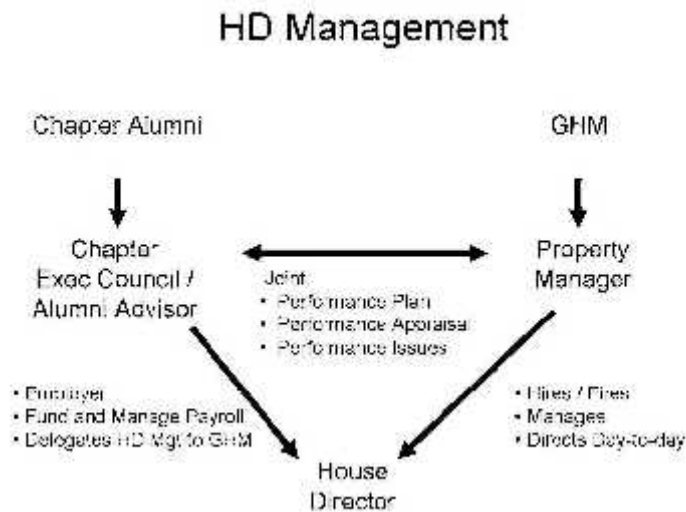 HD Management
Chapter Alumni
GHM
Chapter
Exec Council /
Alumni Advisor
Property
Manager
Joint
• Performance Plan
• Performance Appraisal
• Performance Issues
• Employer
• Fund and Manage Payroll
• Delegates HD Mgt to GHM
• Hires / Fires
• Manages
• Directs Day-to-day
House
Director